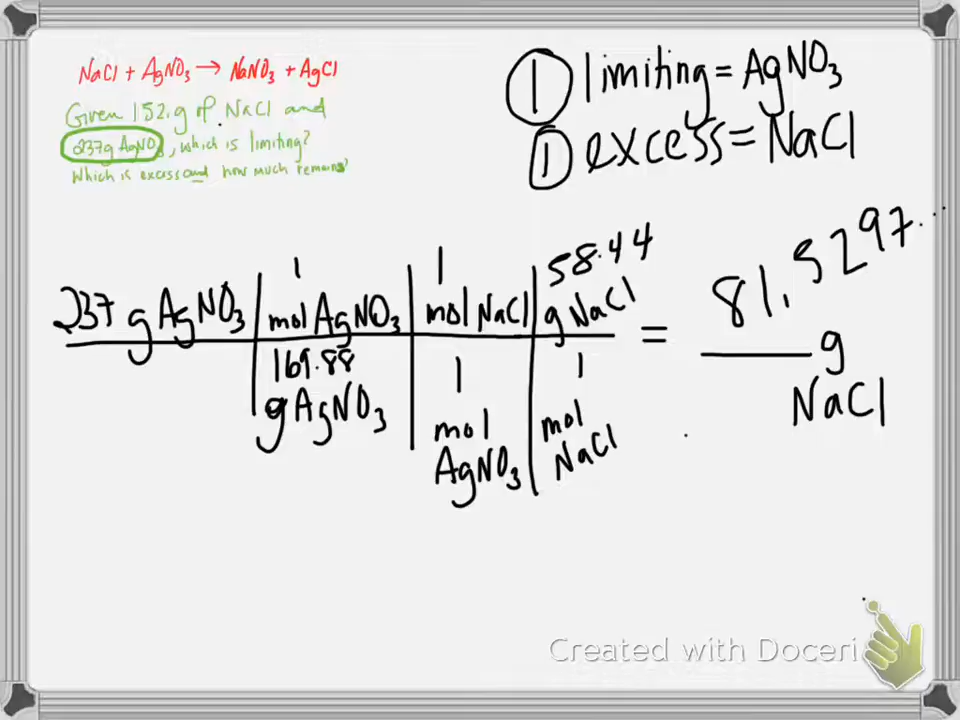 NaCl + AgNO₃ → NaNO₃ + AgCl
Given 152.g of NaCl and
237g AgNO₃, which is limiting?
Which is excess and how much remains?
1 limiting = AgNO₃
1 excess = NaCl
237 g AgNO₃ | 1 mol AgNO₃ | 1 mol NaCl | 58.44 g NaCl = 81.5297... g NaCl
169.88 g AgNO₃ | 1 mol AgNO₃ | 1 mol NaCl
Created with Doceri